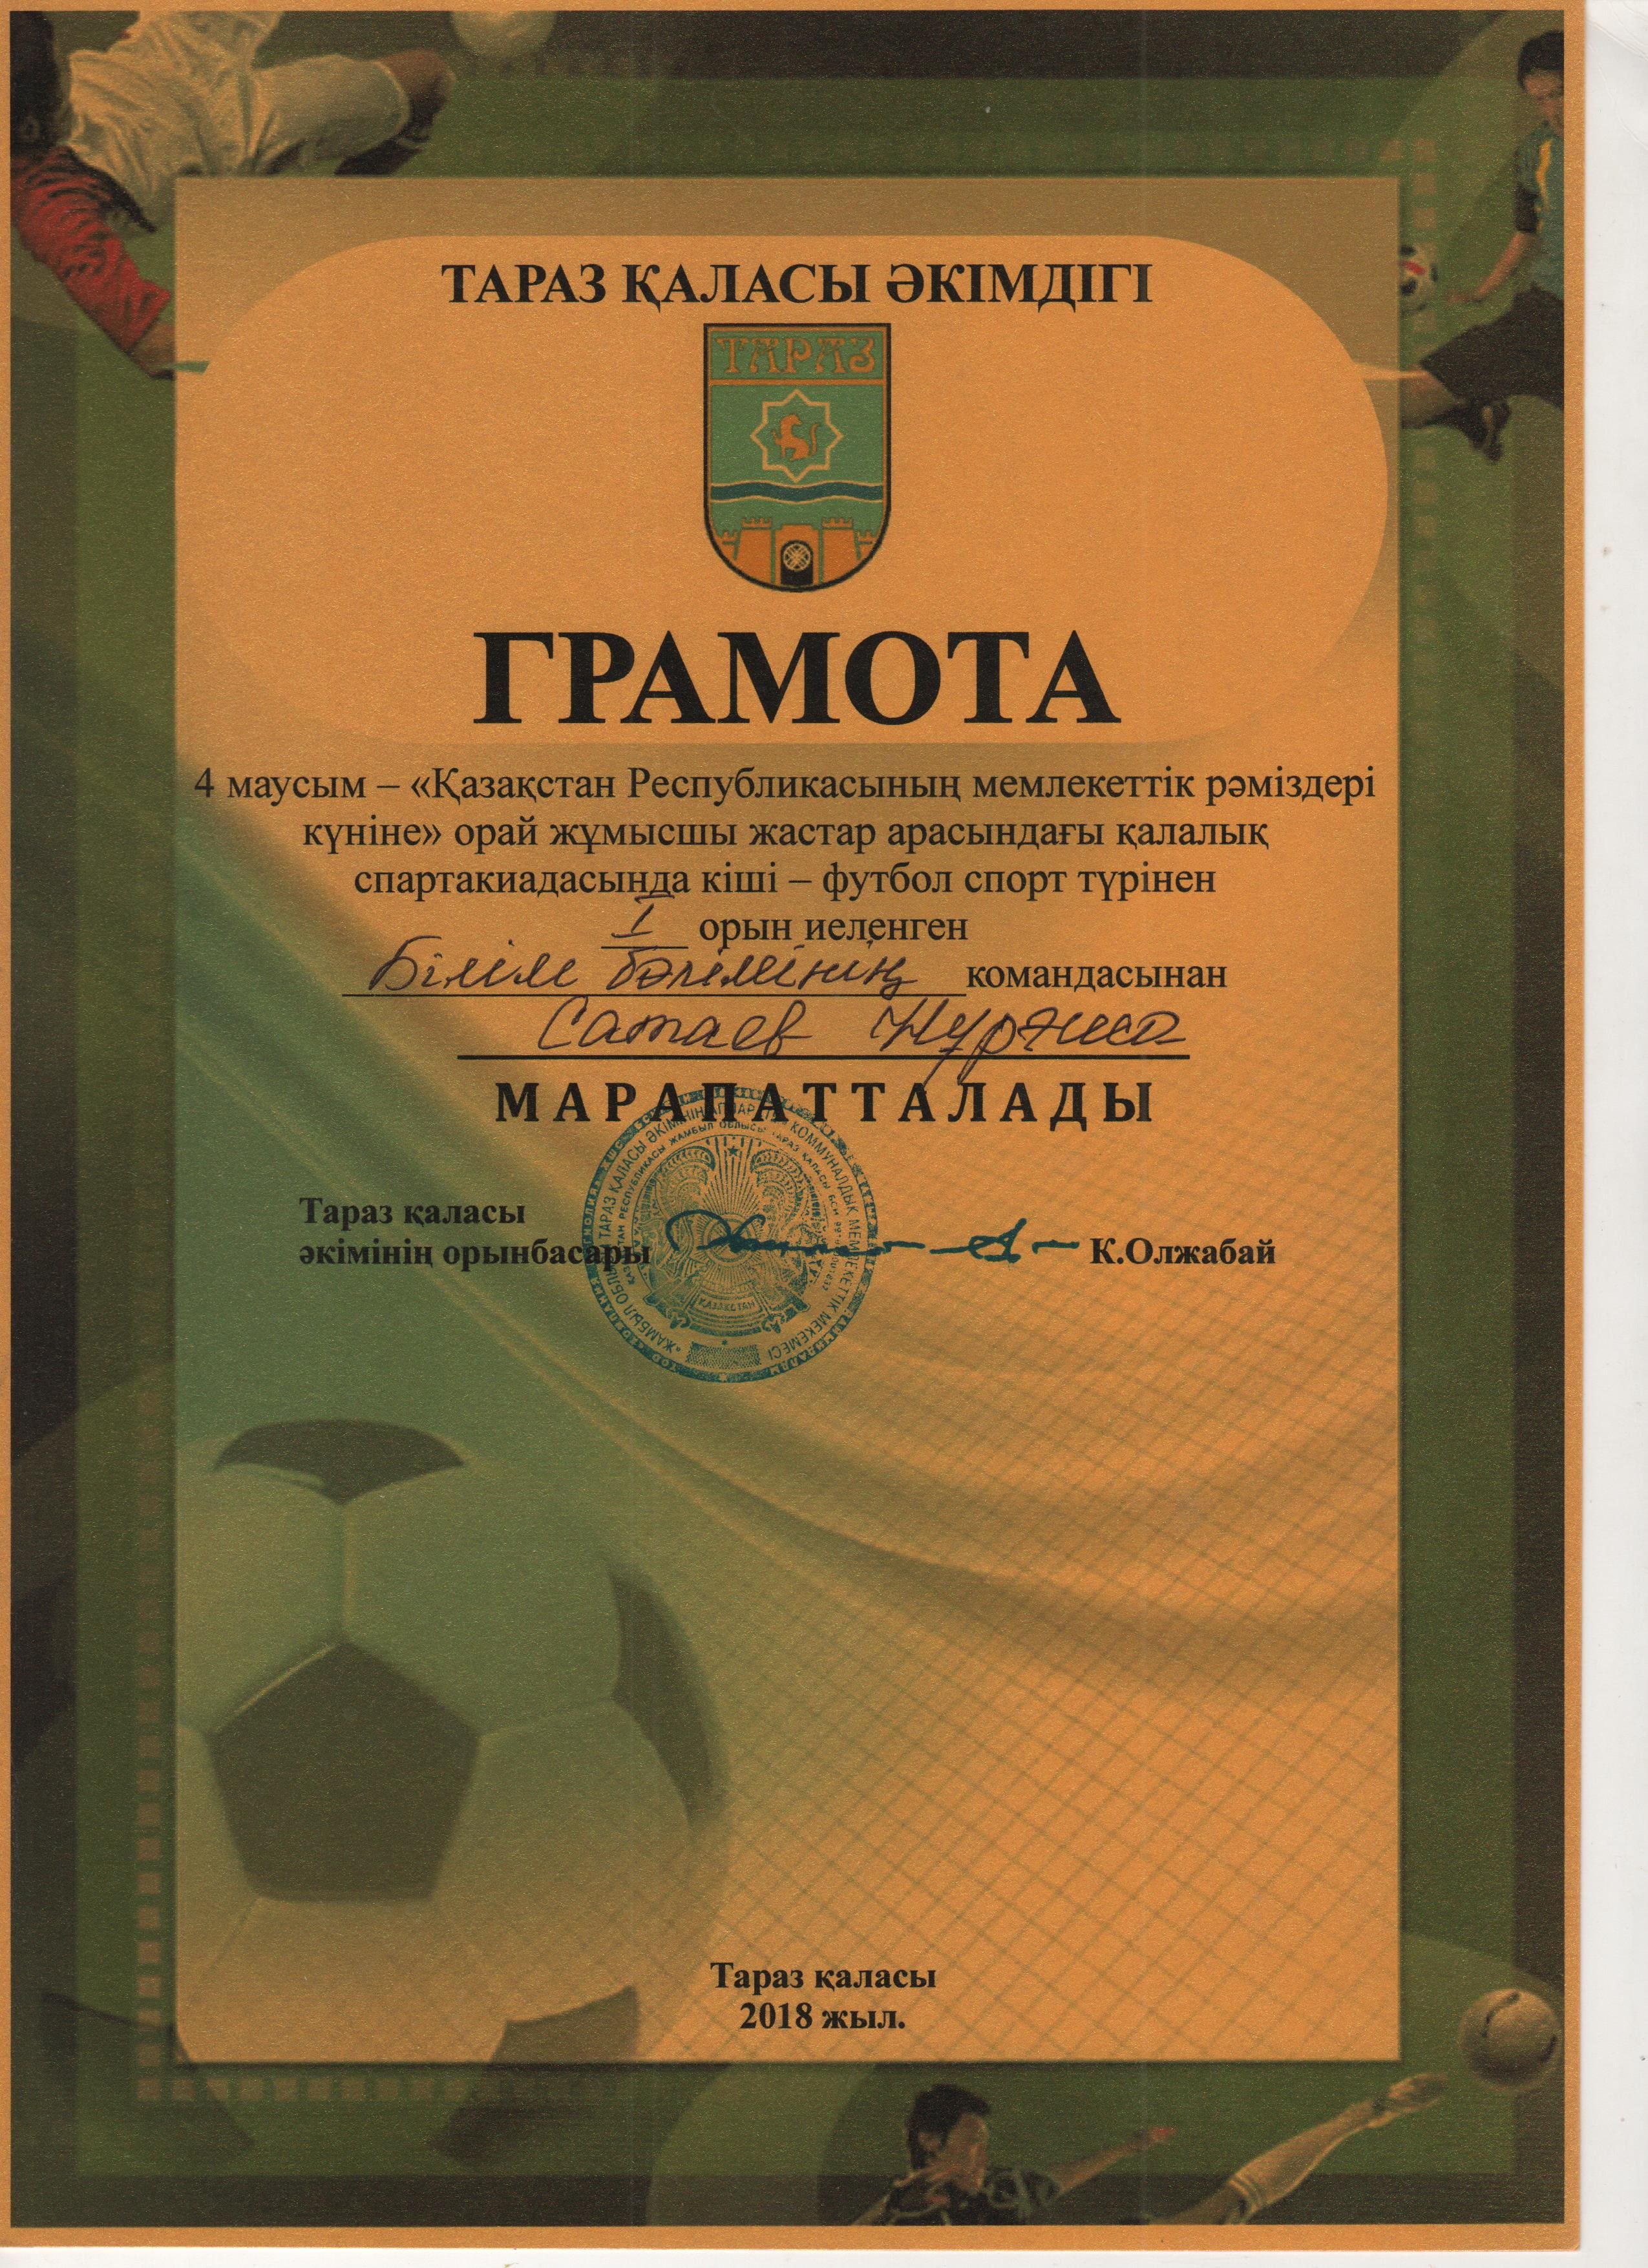 ТАРАЗ ҚАЛАСЫ ӘКІМДІГІ
ТАРАЗ
ГРАМОТА
4 маусым – «Қазақстан Республикасының мемлекеттік рәміздері
күніне» орай жұмысшы жастар арасындағы қалалық
спартакиадасында кіші – футбол спорт түрінен
1 орын иеленген
Білім бөлімінің командасынан
Сатаев
МАРАПАТТАЛАДЫ
Тараз қаласы
әкімінің орынбасары К.Олжабай
ҚАЗАҚСТАН
Тараз қаласы
2018 жыл.